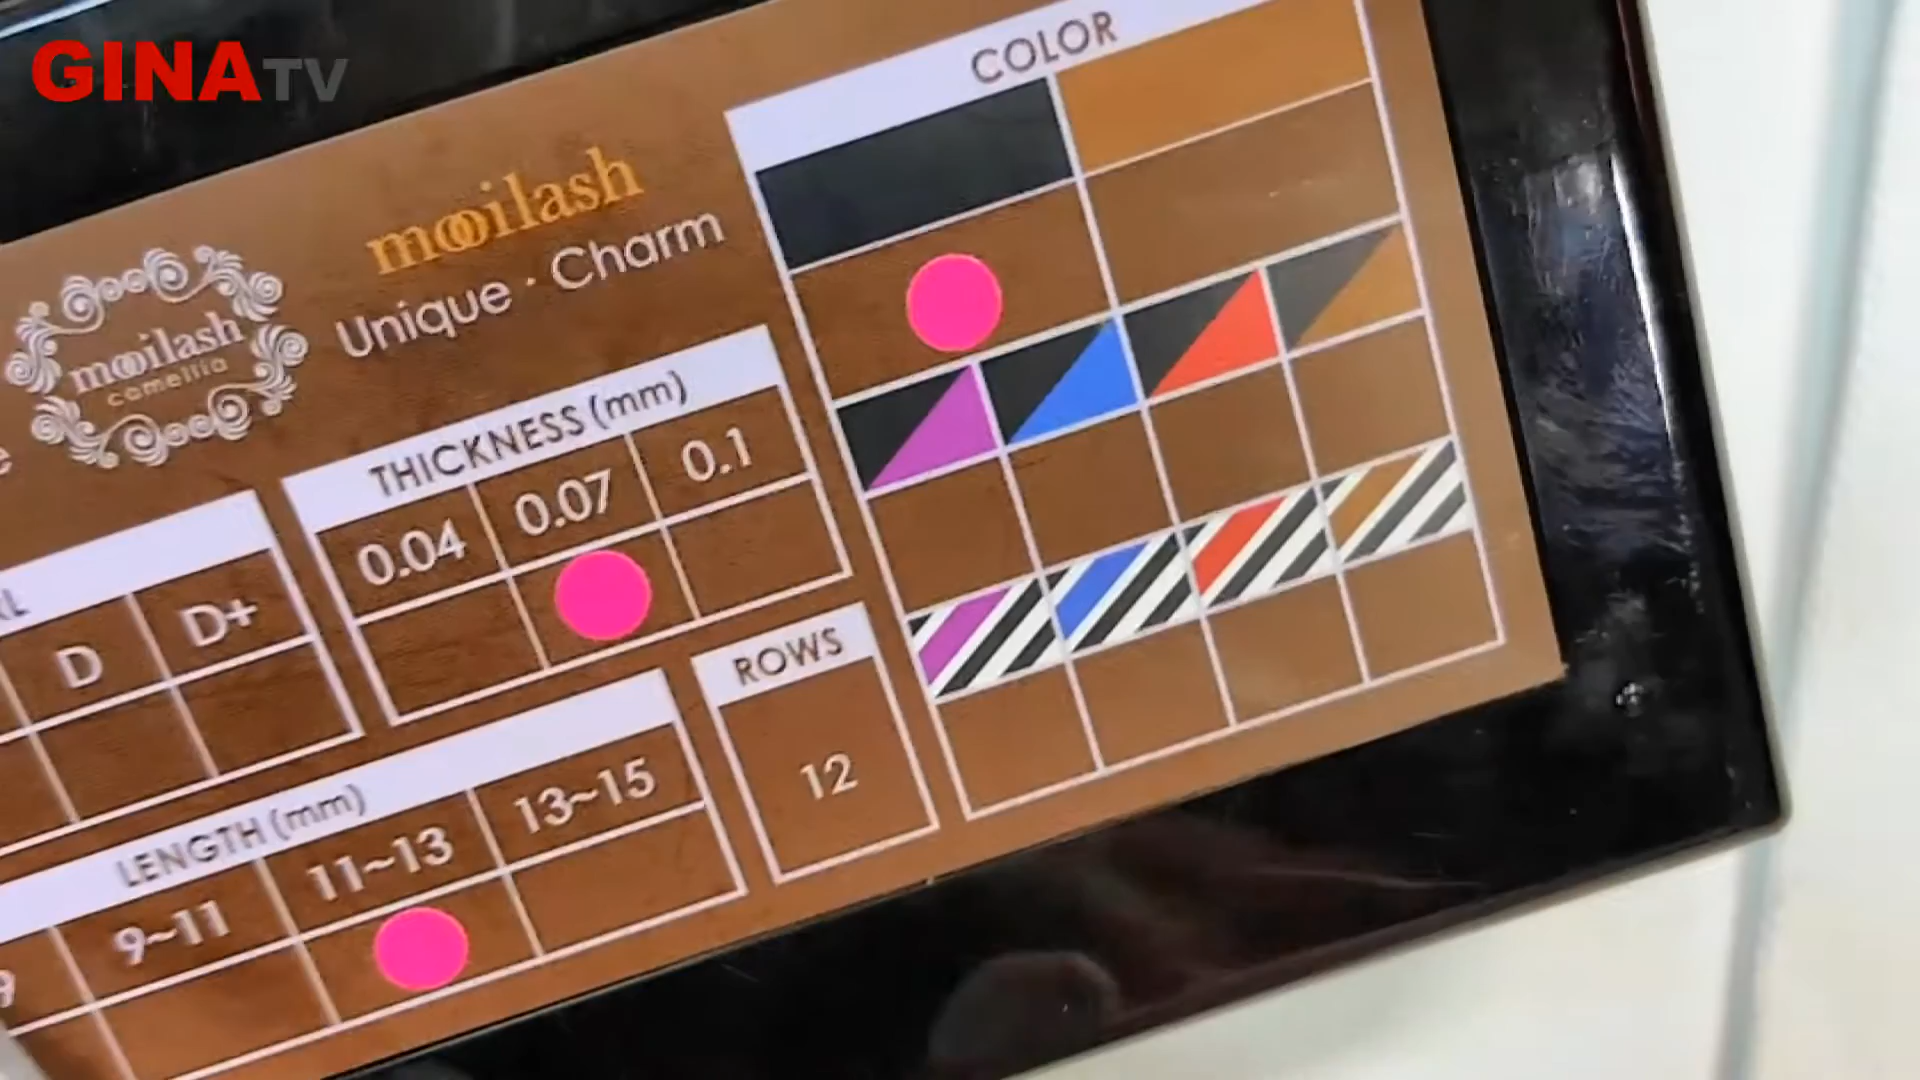 GINATV
COLOR
mooilash
Unique · Charm
mooilash
camellia
THICKNESS (mm)
0.04 0.07 0.1
D D+
ROWS
12
LENGTH (mm)
9~11 11~13 13~15